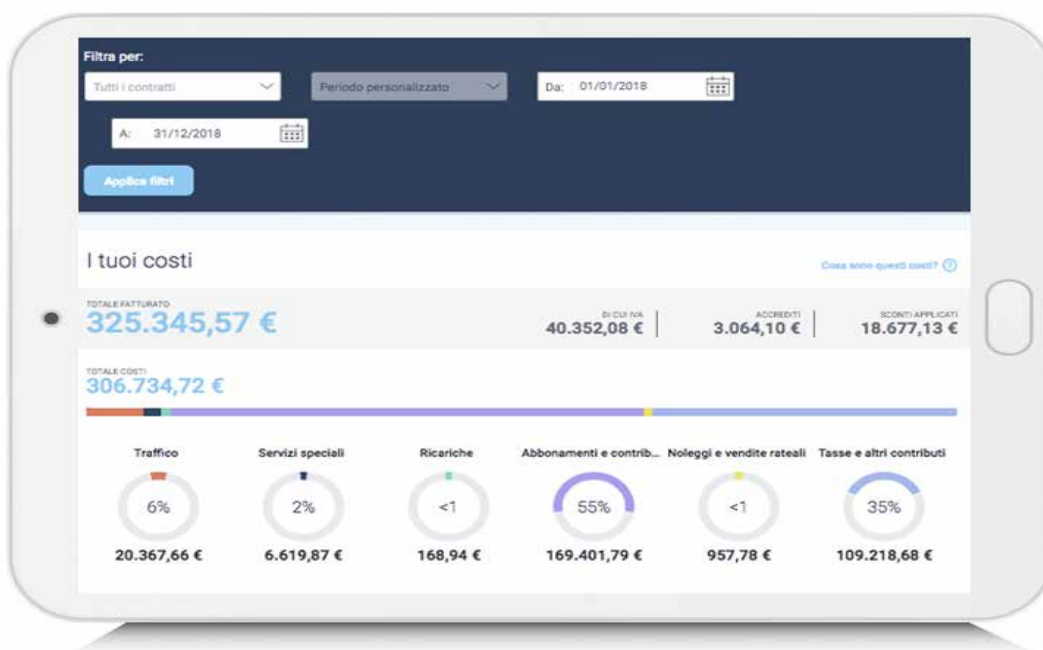 Filtra per:
Tutti i contratti
Periodo personalizzato
Da: 01/01/2018
A: 31/12/2018
Applica filtri
I tuoi costi
Cosa sono questi costi? ?
TOTALE FATTURATO
325.345,57 €
DI CUI IVA
40.352,08 €
ACCREDITI
3.064,10 €
SCONTI APPLICATI
18.677,13 €
TOTALE COSTI
306.734,72 €
Traffico
6%
20.367,66 €
Servizi speciali
2%
6.619,87 €
Ricariche
<1
168,94 €
Abbonamenti e contrib...
55%
169.401,79 €
Noleggi e vendite rateali
<1
957,78 €
Tasse e altri contributi
35%
109.218,68 €